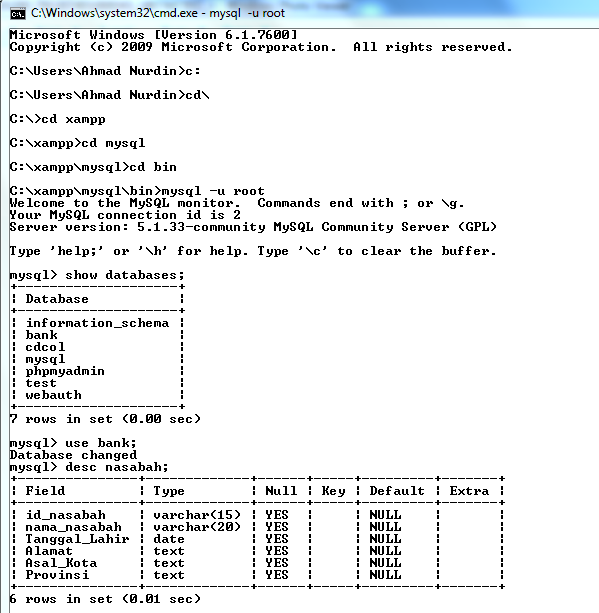 C:\Windows\system32\cmd.exe - mysql -u root
Microsoft Windows [Version 6.1.7600]
Copyright (c) 2009 Microsoft Corporation.  All rights reserved.
C:\Users\Ahmad Nurdin>c:
C:\Users\Ahmad Nurdin>cd\
C:\>cd xampp
C:\xampp>cd mysql
C:\xampp\mysql>cd bin
C:\xampp\mysql\bin>mysql -u root
Welcome to the MySQL monitor.  Commands end with ; or \g.
Your MySQL connection id is 2
Server version: 5.1.33-community MySQL Community Server (GPL)
Type 'help;' or '\h' for help. Type '\c' to clear the buffer.
mysql> show databases;
+--------------------+
| Database           |
+--------------------+
| information_schema |
| bank               |
| cdcol              |
| mysql              |
| phpmyadmin         |
| test               |
| webauth            |
+--------------------+
7 rows in set (0.00 sec)
mysql> use bank;
Database changed
mysql> desc nasabah;
+---------------+-------------+------+-----+---------+-------+
| Field         | Type        | Null | Key | Default | Extra |
+---------------+-------------+------+-----+---------+-------+
| id_nasabah    | varchar(15) | YES  |     | NULL    |       |
| nama_nasabah  | varchar(20) | YES  |     | NULL    |       |
| Tanggal_Lahir | date        | YES  |     | NULL    |       |
| Alamat        | text        | YES  |     | NULL    |       |
| Asal_Kota     | text        | YES  |     | NULL    |       |
| Provinsi      | text        | YES  |     | NULL    |       |
+---------------+-------------+------+-----+---------+-------+
6 rows in set (0.01 sec)